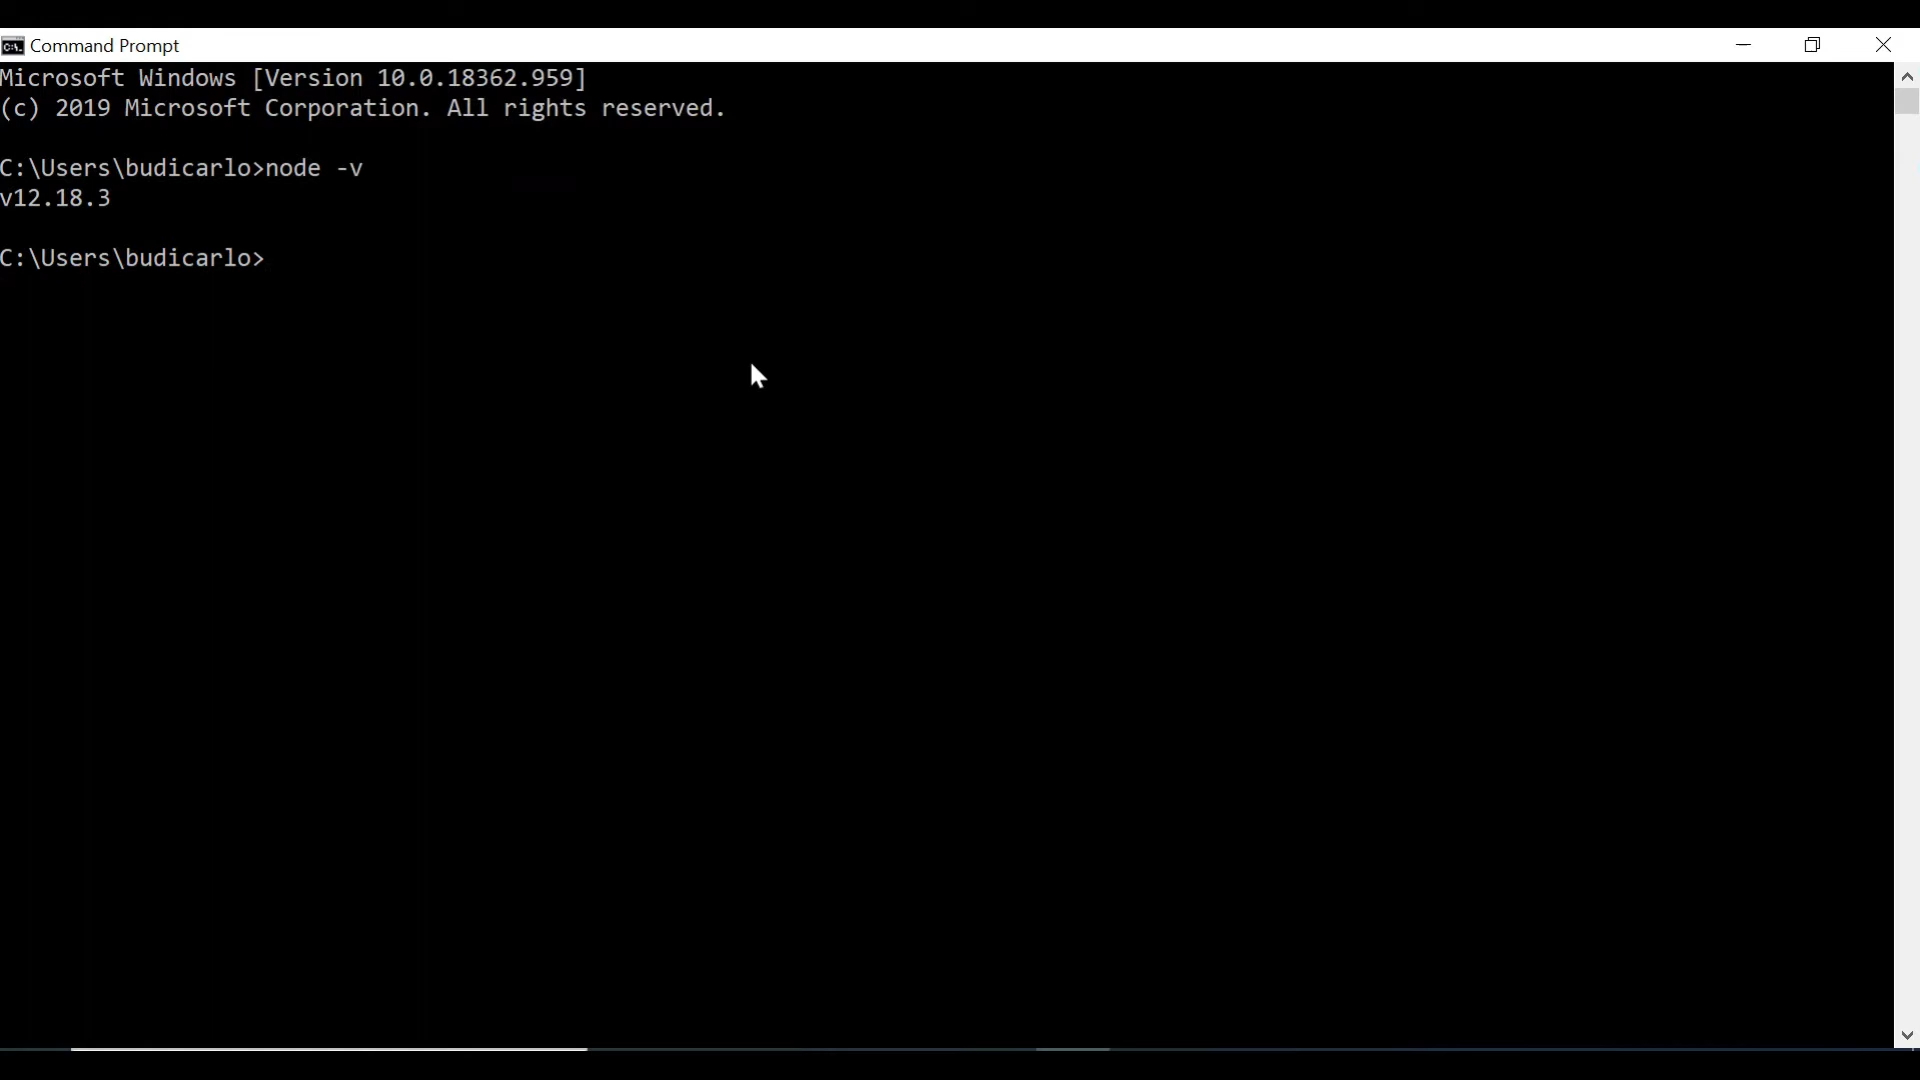 Command Prompt
Microsoft Windows [Version 10.0.18362.959]
(c) 2019 Microsoft Corporation. All rights reserved.
C:\Users\budicarlo>node -v
v12.18.3
C:\Users\budicarlo>